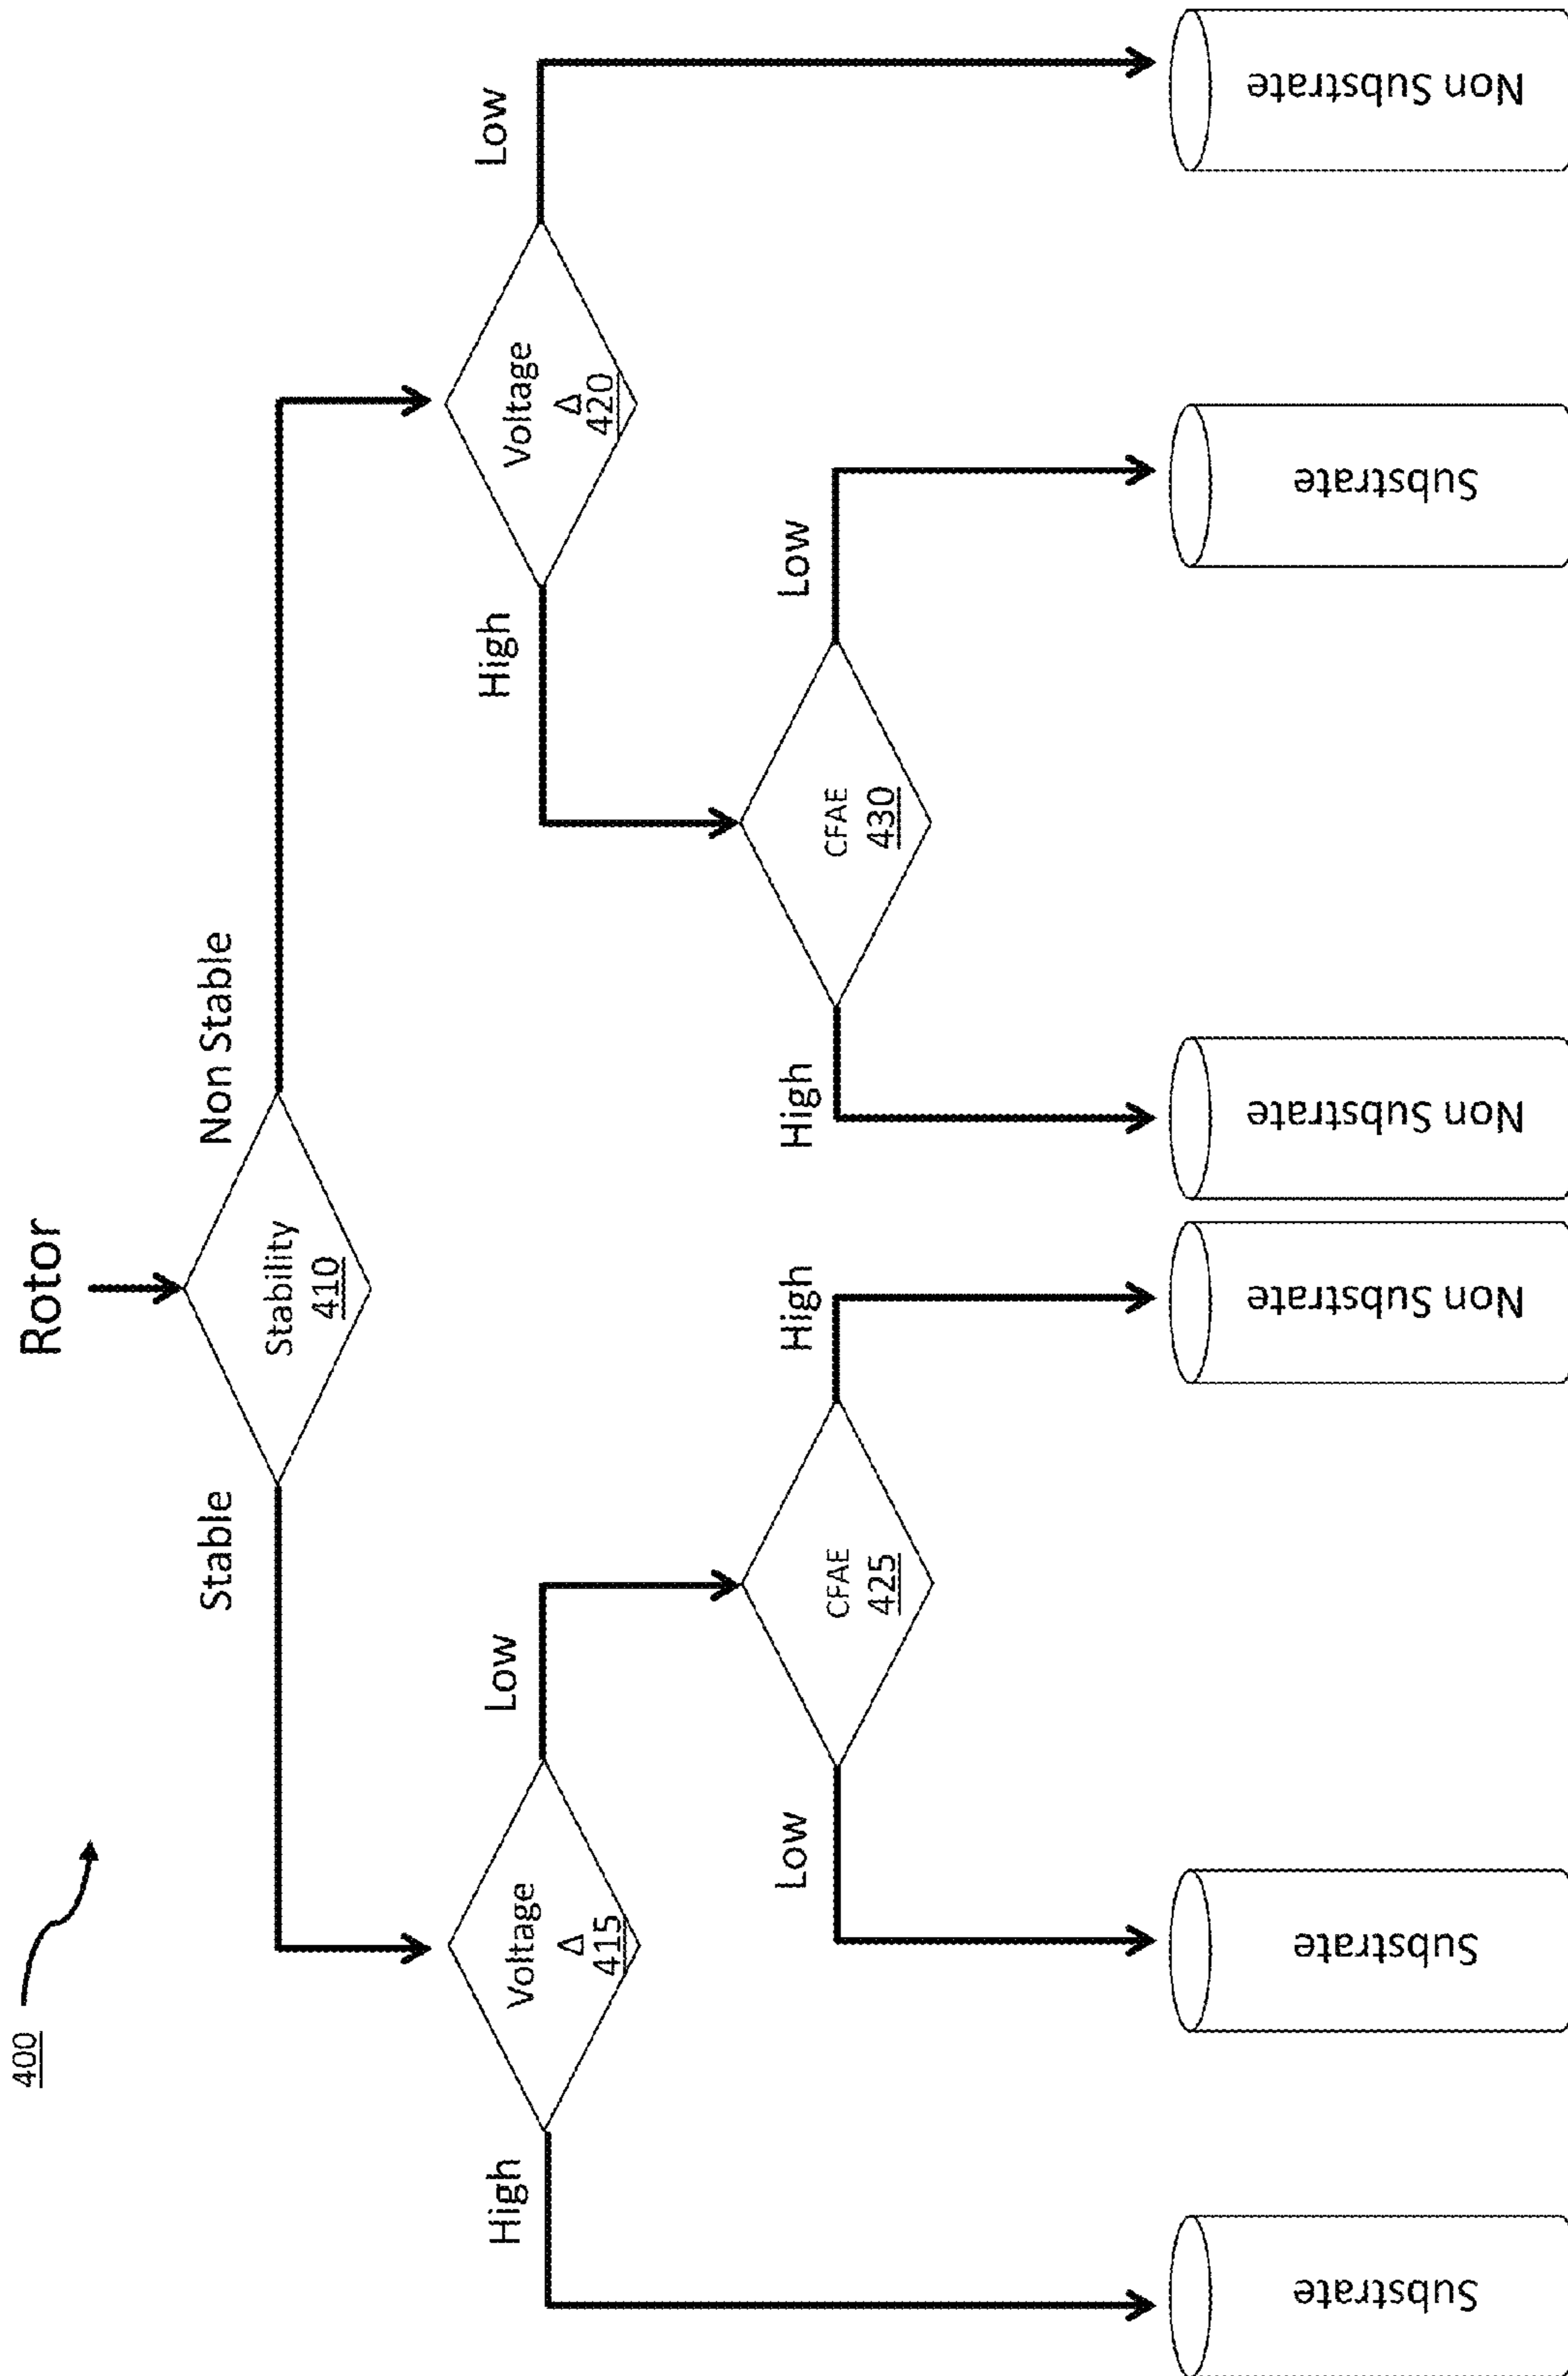 400
Rotor
Stable
Non Stable
Stability
410
High
Low
High
Low
Voltage
Δ
415
Voltage
Δ
420
Low
High
High
Low
CFAE
425
CFAE
430
Substrate
Substrate
Non Substrate
Non Substrate
Substrate
Non Substrate